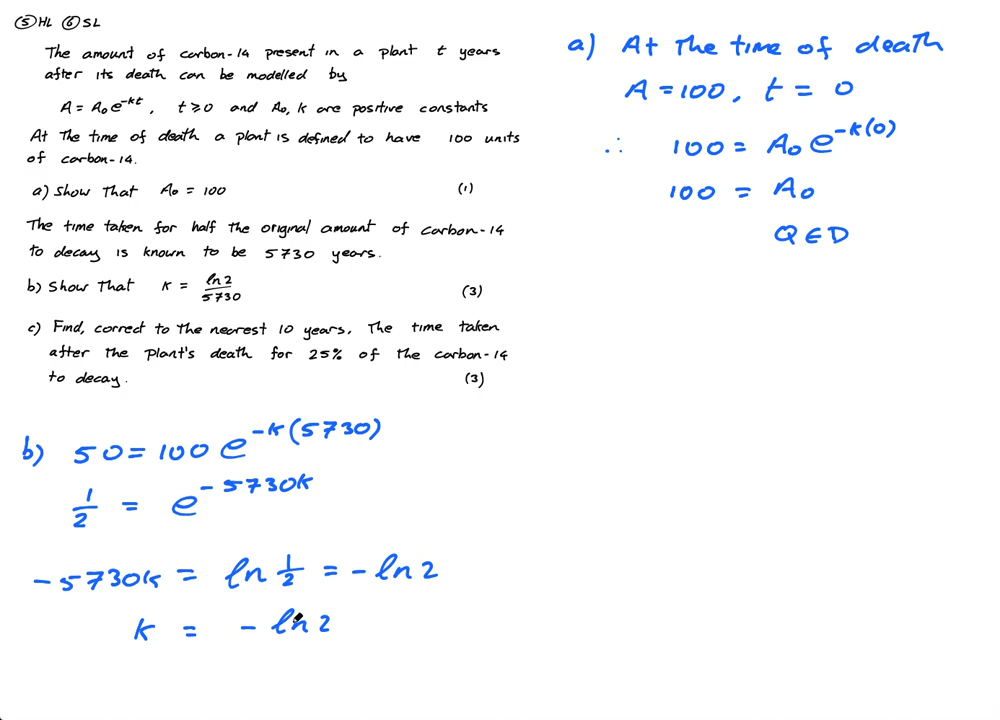 ⑤HL ⑥SL
The amount of carbon-14 present in a plant t years
after its death can be modelled by
A = A₀e^-kt, t ≥ 0 and A₀, k are positive constants
At the time of death a plant is defined to have 100 units
of carbon-14.
a) Show that A₀ = 100 (1)
The time taken for half the original amount of carbon-14
to decay is known to be 5730 years.
b) Show that k = ln2/5730 (3)
c) Find, correct to the nearest 10 years, the time taken
after the plant's death for 25% of the carbon-14
to decay. (3)
a) At the time of death
A = 100, t = 0
∴ 100 = A₀ e^-k(0)
100 = A₀
QED
b) 50 = 100 e^-k(5730)
1/2 = e^-5730k
-5730k = ln 1/2 = - ln 2
k = - ln 2